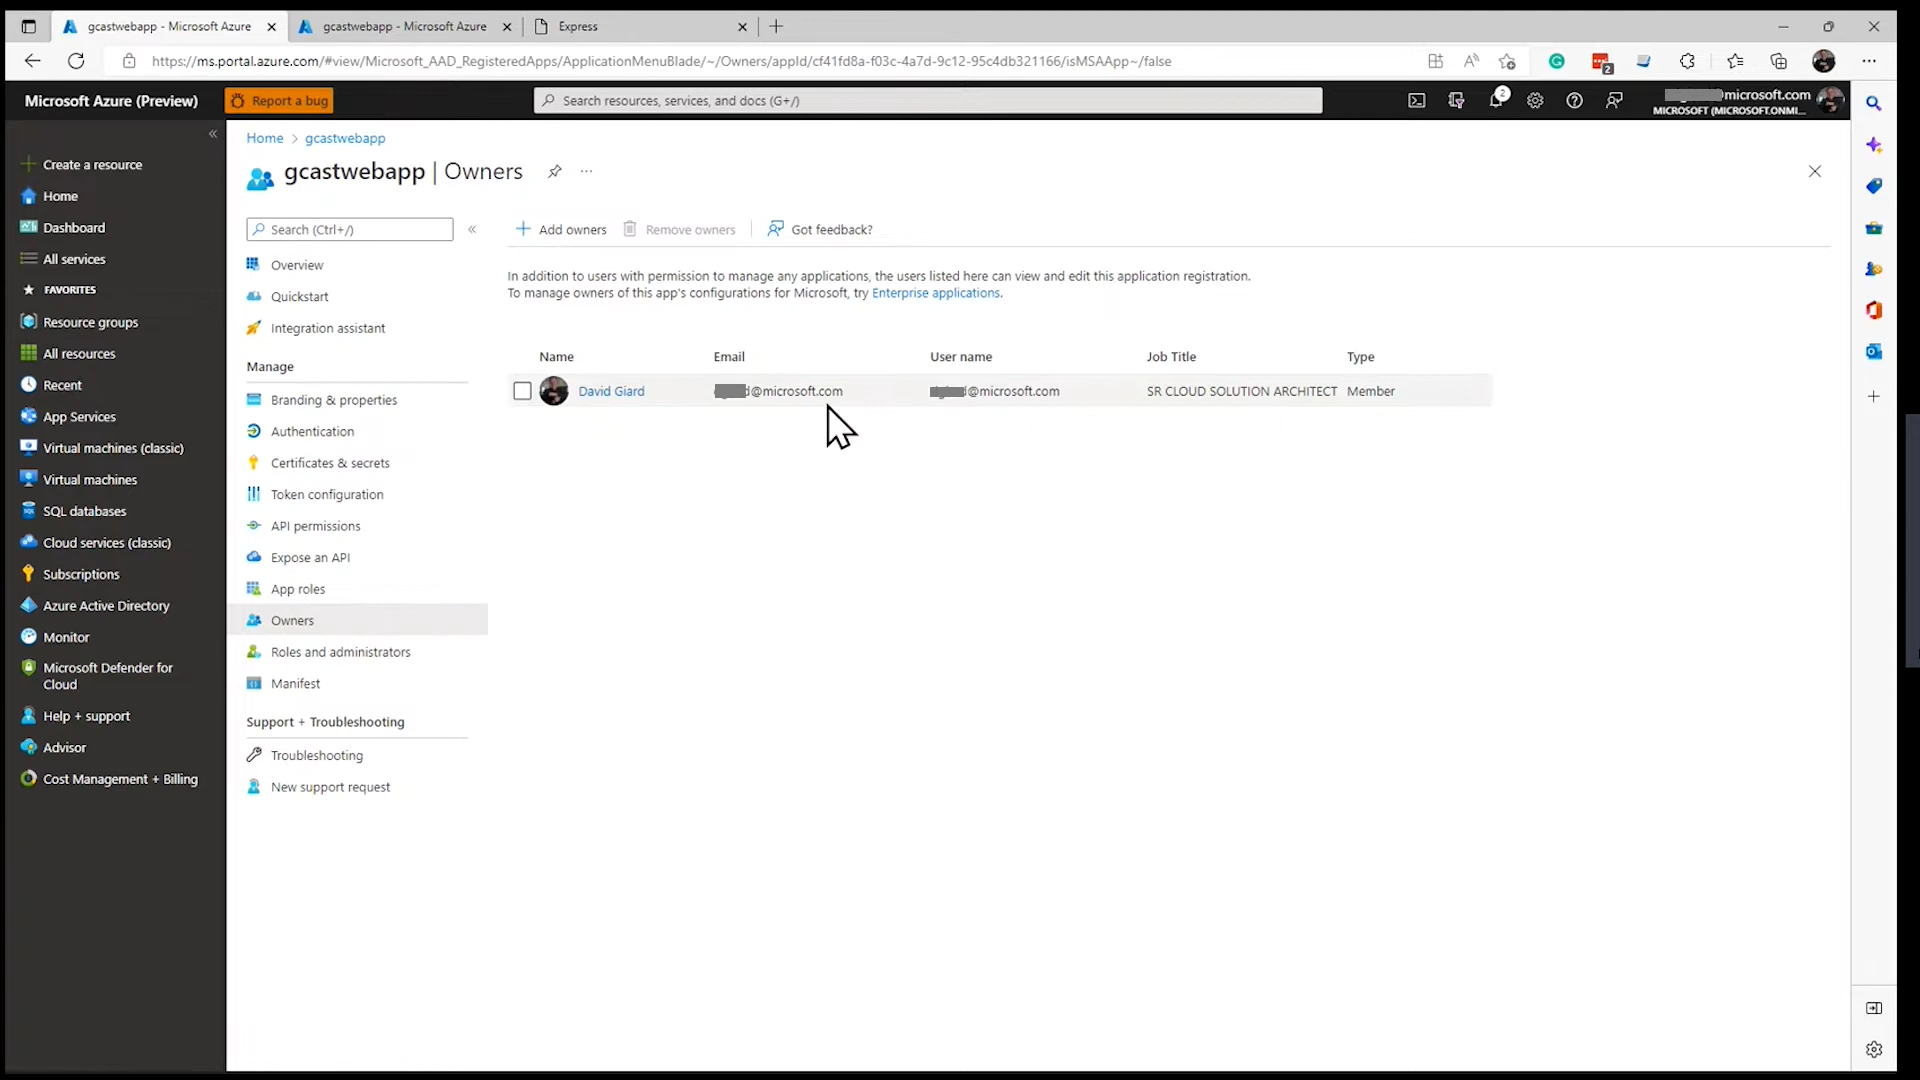 gcastwebapp - Microsoft Azure
gcastwebapp - Microsoft Azure
Express
https://ms.portal.azure.com/#view/Microsoft_AAD_RegisteredApps/ApplicationMenuBlade/~/Owners/appId/cf41fd8a-f03c-4a7d-9c12-95c4db321166/isMSAApp~/false
2
Microsoft Azure (Preview)
Report a bug
Search resources, services, and docs (G+/)
2
@microsoft.com
MICROSOFT (MICROSOFT.ONMI...
Create a resource
Home
Dashboard
All services
FAVORITES
Resource groups
All resources
Recent
App Services
Virtual machines (classic)
Virtual machines
SQL databases
Cloud services (classic)
Subscriptions
Azure Active Directory
Monitor
Microsoft Defender for
Cloud
Help + support
Advisor
Cost Management + Billing
Home > gcastwebapp
gcastwebapp | Owners
Search (Ctrl+/)
Overview
Quickstart
Integration assistant
Manage
Branding & properties
Authentication
Certificates & secrets
Token configuration
API permissions
Expose an API
App roles
Owners
Roles and administrators
Manifest
Support + Troubleshooting
Troubleshooting
New support request
Add owners
Remove owners
Got feedback?
In addition to users with permission to manage any applications, the users listed here can view and edit this application registration.
To manage owners of this app's configurations for Microsoft, try Enterprise applications.
Name Email User name Job Title Type
David Giard d@microsoft.com d@microsoft.com SR CLOUD SOLUTION ARCHITECT Member